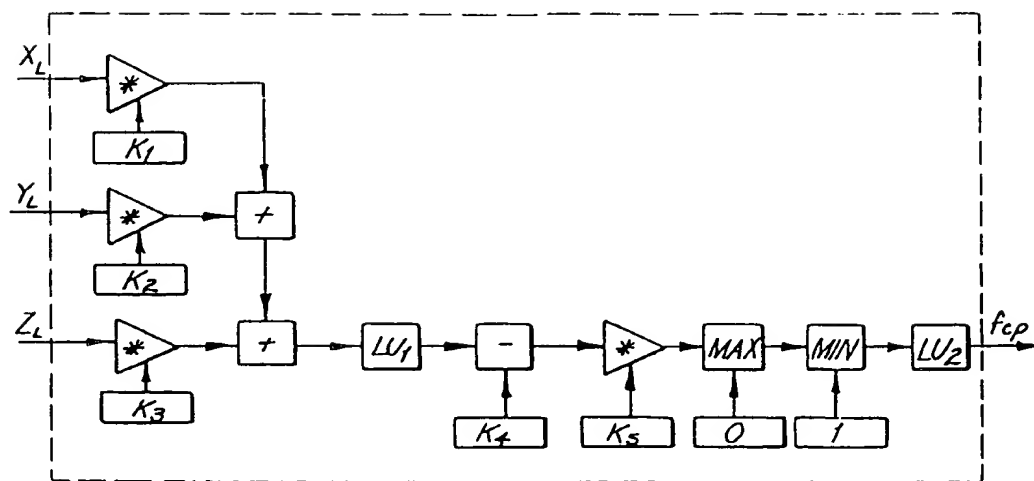 X_L
*
K_1
Y_L
*
+
K_2
Z_L
*
+
LU_1
-
*
MAX
MIN
LU_2
f_cp
K_3
K_4
K_5
0
1